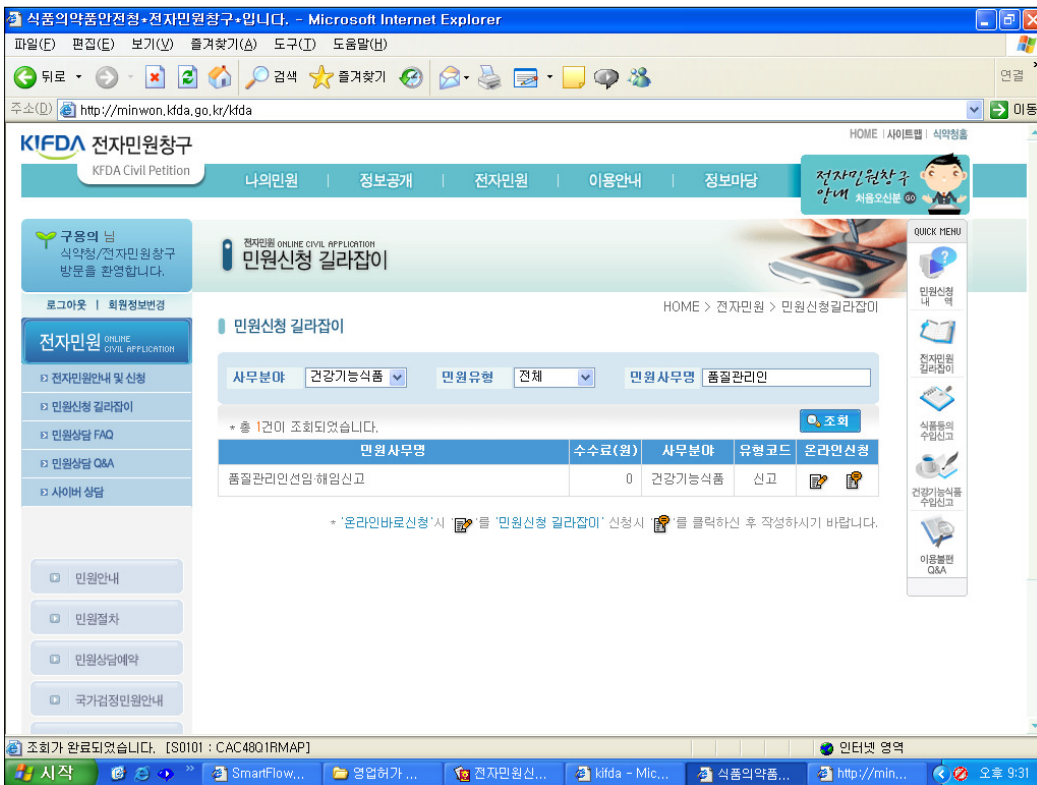 식품의약품안전청*전자민원창구*입니다. - Microsoft Internet Explorer
파일(F) 편집(E) 보기(V) 즐겨찾기(A) 도구(T) 도움말(H)
뒤로 검색 즐겨찾기 연결
주소(D) http://minwon.kfda.go.kr/kfda 이동
KIFDA 전자민원창구
KFDA Civil Petition
HOME | 사이트맵 | 식약청홈
나의민원 | 정보공개 | 전자민원 | 이용안내 | 정보마당
전자민원창구
안내 처음오신분 GO
구용의 님
식약청/전자민원창구
방문을 환영합니다.
로그아웃 | 회원정보변경
전자민원 ONLINE CIVIL APPLICATION
전자민원안내 및 신청
민원신청 길라잡이
민원상담 FAQ
민원상담 Q&A
사이버 상담
민원안내
민원절차
민원상담예약
국가검정민원안내
전자민원 ONLINE CIVIL APPLICATION
민원신청 길라잡이
HOME > 전자민원 > 민원신청길라잡이
민원신청 길라잡이
사무분야 건강기능식품 민원유형 전체 민원사무명 품질관리인
* 총 1건이 조회되었습니다. 조회
민원사무명 수수료(원) 사무분야 유형코드 온라인신청
품질관리인선임·해임신고 0 건강기능식품 신고
* '온라인바로신청'시 ' '를 '민원신청 길라잡이' 신청시 ' '를 클릭하신 후 작성하시기 바랍니다.
QUICK MENU
민원신청
내 역
전자민원
길라잡이
식품등의
수입신고
건강기능식품
수입신고
이용불편
Q&A
조회가 완료되었습니다. [S0101 : CAC48Q1RMAP] 인터넷 영역
시작 SmartFlow... 영업허가 ... 전자민원신... kifda - Mic... 식품의약품... http://min... 오후 9:31